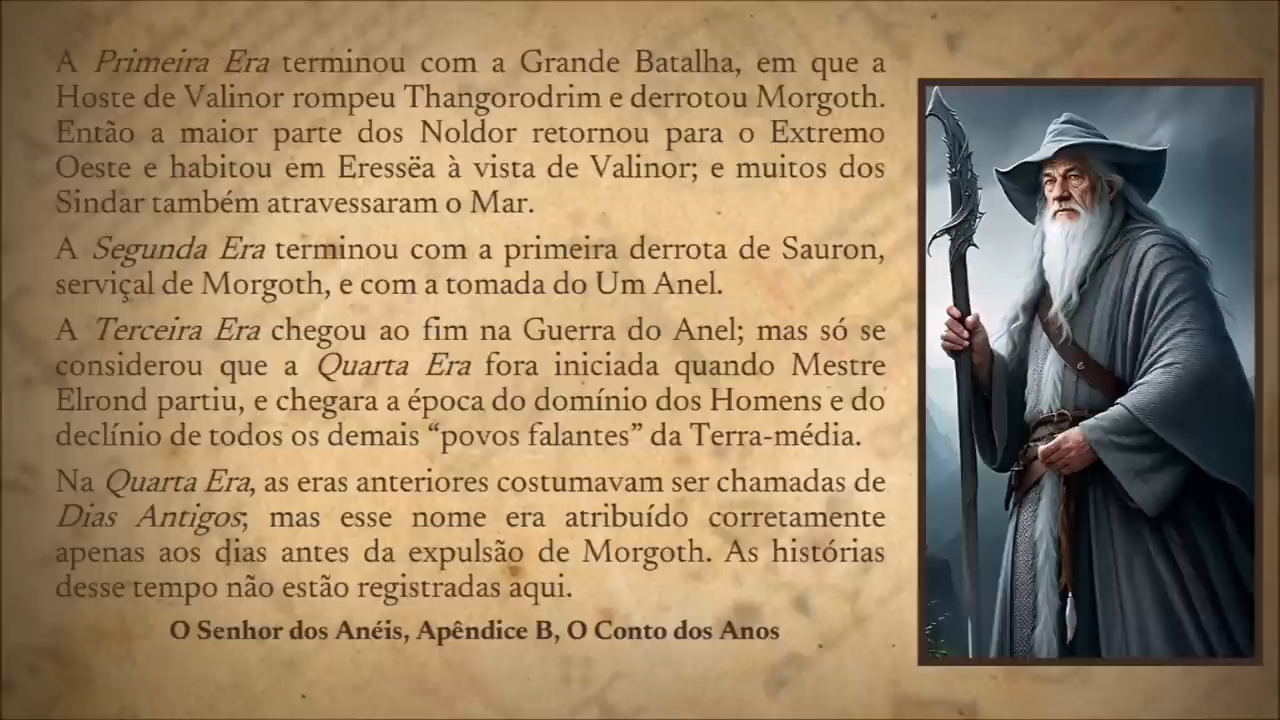 A Primeira Era terminou com a Grande Batalha, em que a
Hoste de Valinor rompeu Thangorodrim e derrotou Morgoth.
Então a maior parte dos Noldor retornou para o Extremo
Oeste e habitou em Eressëa à vista de Valinor; e muitos dos
Sindar também atravessaram o Mar.
A Segunda Era terminou com a primeira derrota de Sauron,
serviçal de Morgoth, e com a tomada do Um Anel.
A Terceira Era chegou ao fim na Guerra do Anel; mas só se
considerou que a Quarta Era fora iniciada quando Mestre
Elrond partiu, e chegara a época do domínio dos Homens e do
declínio de todos os demais “povos falantes” da Terra-média.
Na Quarta Era, as eras anteriores costumavam ser chamadas de
Dias Antigos; mas esse nome era atribuído corretamente
apenas aos dias antes da expulsão de Morgoth. As histórias
desse tempo não estão registradas aqui.
O Senhor dos Anéis, Apêndice B, O Conto dos Anos